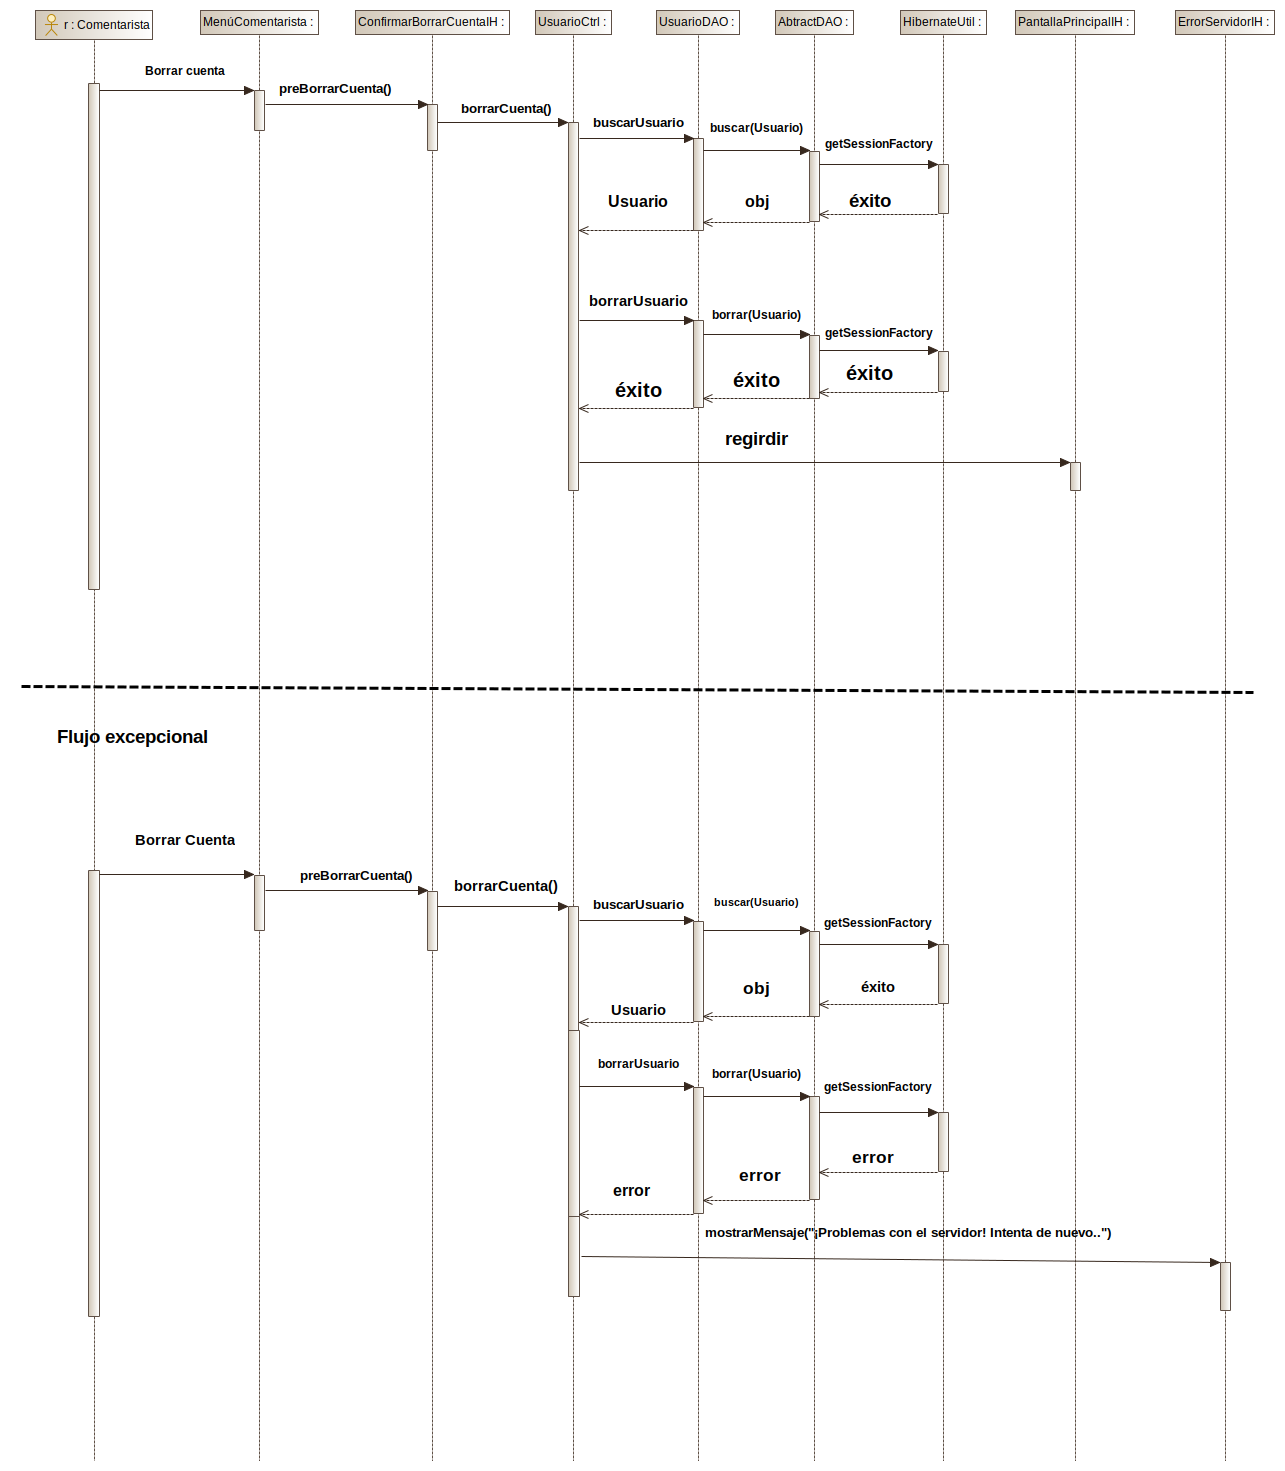 r : Comentarista
MenúComentarista :
ConfirmarBorrarCuentaIH :
UsuarioCtrl :
UsuarioDAO :
AbtractDAO :
HibernateUtil :
PantallaPrincipalIH :
ErrorServidorIH :
Borrar cuenta
preBorrarCuenta()
borrarCuenta()
buscarUsuario
buscar(Usuario)
getSessionFactory
Usuario
obj
éxito
borrarUsuario
borrar(Usuario)
getSessionFactory
éxito
éxito
éxito
regirdir
Flujo excepcional
Borrar Cuenta
preBorrarCuenta()
borrarCuenta()
buscarUsuario
buscar(Usuario)
getSessionFactory
Usuario
obj
éxito
borrarUsuario
borrar(Usuario)
getSessionFactory
error
error
error
mostrarMensaje("¡Problemas con el servidor! Intenta de nuevo..")